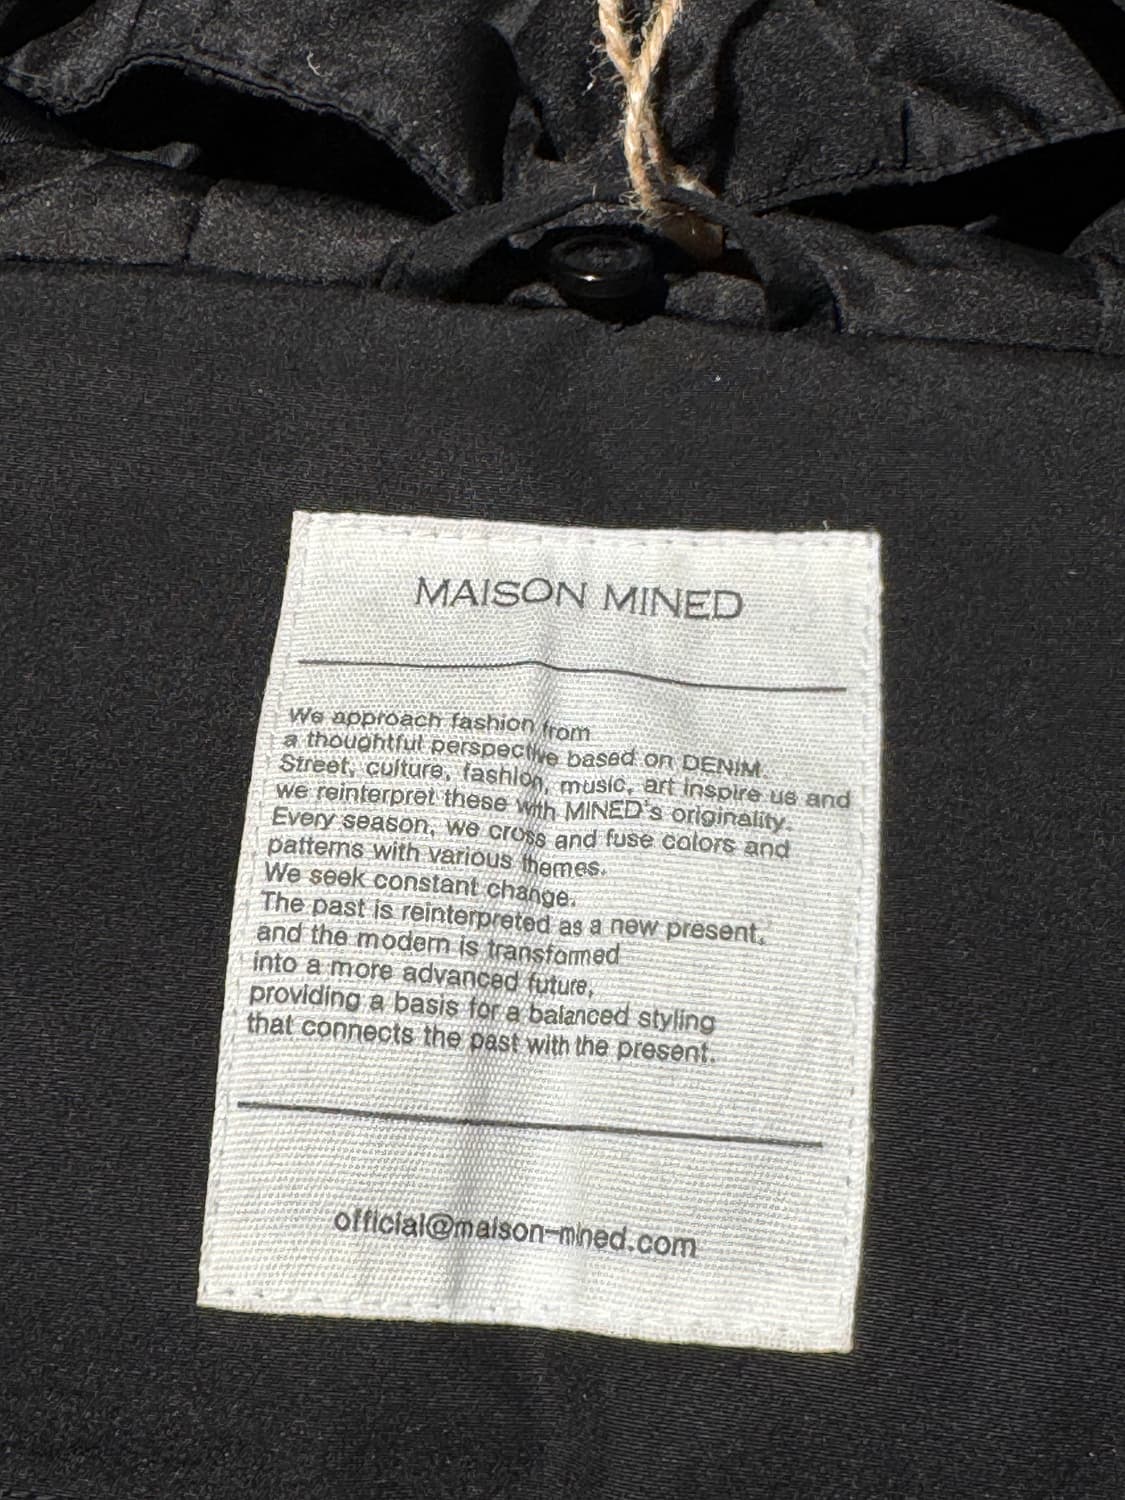 MAISON MINED
We approach fashion from
a thoughtful perspective based on DENIM.
Street, culture, fashion, music, art inspire us and
we reinterpret these with MINED's originality.
Every season, we cross and fuse colors and
patterns with various themes.
We seek constant change.
The past is reinterpreted as a new present,
and the modern is transformed
into a more advanced future,
providing a basis for a balanced styling
that connects the past with the present.
official@maison-mined.com